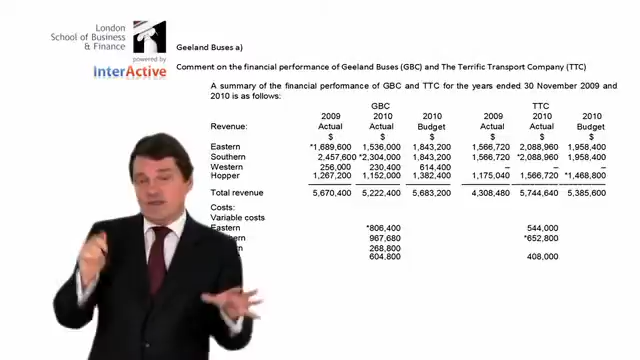 London
School of Business
& Finance
powered by
InterActive
Geeland Buses a)
Comment on the financial performance of Geeland Buses (GBC) and The Terrific Transport Company (TTC)
A summary of the financial performance of GBC and TTC for the years ended 30 November 2009 and
2010 is as follows:
GBC TTC
2009 2010 2010 2009 2010 2010
Revenue: Actual Actual Budget Actual Actual Budget
$ $ $ $ $ $
Eastern *1,689,600 1,536,000 1,843,200 1,566,720 2,088,960 1,958,400
Southern 2,457,600 *2,304,000 1,843,200 1,566,720 *2,088,960 1,958,400
Western 256,000 230,400 614,400 – – –
Hopper 1,267,200 1,152,000 1,382,400 1,175,040 1,566,720 *1,468,800
Total revenue 5,670,400 5,222,400 5,683,200 4,308,480 5,744,640 5,385,600
Costs:
Variable costs
Eastern *806,400 544,000
967,680 *652,800
268,800
604,800 408,000